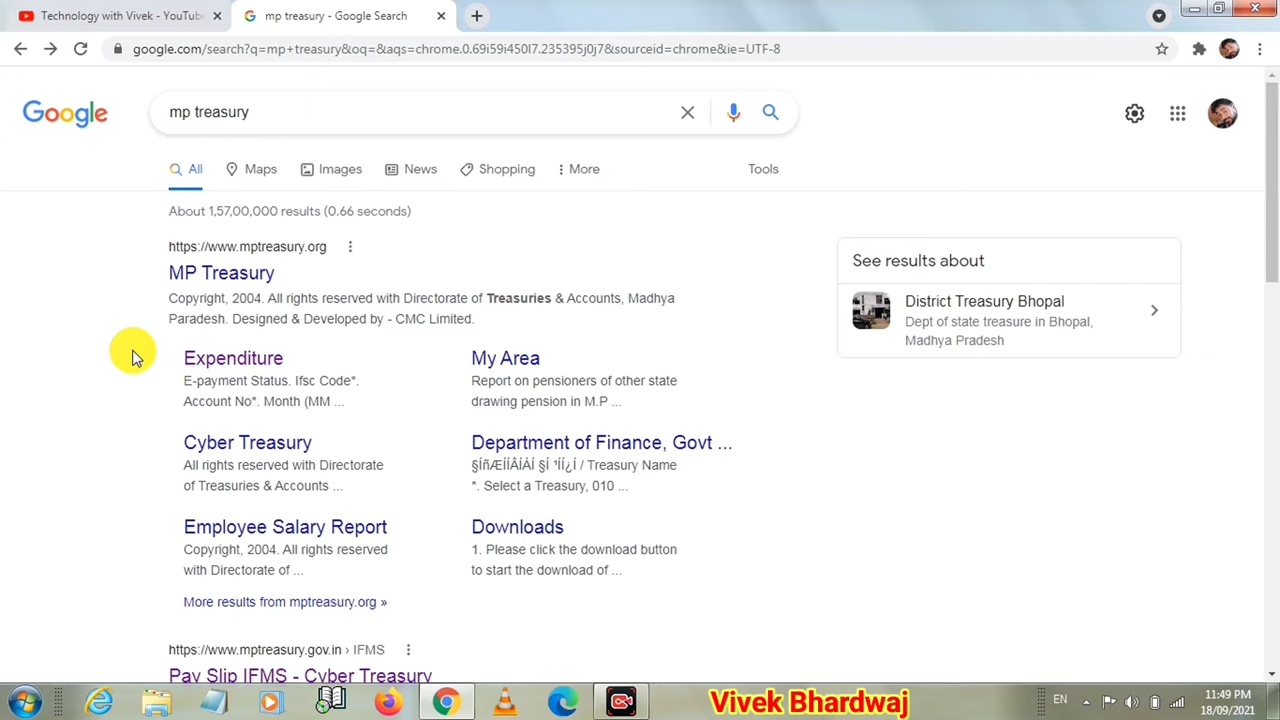 Technology with Vivek - YouTube
mp treasury - Google Search
google.com/search?q=mp+treasury&oq=&aqs=chrome.0.69i59i450l7.235395j0j7&sourceid=chrome&ie=UTF-8
Google
mp treasury
All
Maps
Images
News
Shopping
More
Tools
About 1,57,00,000 results (0.66 seconds)
https://www.mptreasury.org
MP Treasury
Copyright, 2004. All rights reserved with Directorate of Treasuries & Accounts, Madhya
Paradesh. Designed & Developed by - CMC Limited.
Expenditure
E-payment Status. Ifsc Code*.
Account No*. Month (MM ...
My Area
Report on pensioners of other state
drawing pension in M.P ...
Cyber Treasury
All rights reserved with Directorate
of Treasuries & Accounts ...
Department of Finance, Govt ...
§ÍñÆÍÍÂÍÀÍ §Í ¹ÍÍ¿Í / Treasury Name
*. Select a Treasury, 010 ...
Employee Salary Report
Copyright, 2004. All rights reserved
with Directorate of ...
Downloads
1. Please click the download button
to start the download of ...
More results from mptreasury.org »
https://www.mptreasury.gov.in › IFMS
Pay Slip IFMS - Cyber Treasury
See results about
District Treasury Bhopal
Dept of state treasure in Bhopal,
Madhya Pradesh
Vivek Bhardwaj
EN
11:49 PM
18/09/2021